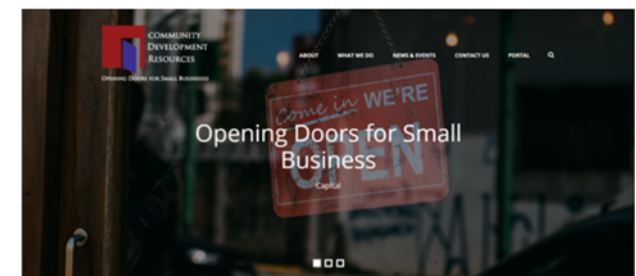 COMMUNITY
DEVELOPMENT
RESOURCES
OPENING DOORS FOR SMALL BUSINESSES
ABOUT WHAT WE DO NEWS & EVENTS CONTACT US PORTAL
Come in WE'RE
OPEN
Opening Doors for Small
Business
Capital